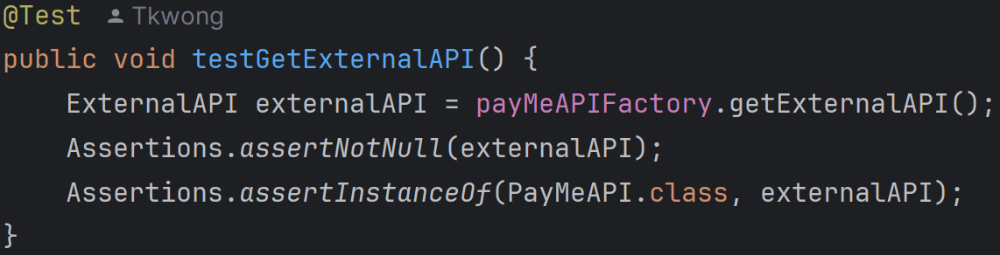 @Test Tkwong
public void testGetExternalAPI() {
    ExternalAPI externalAPI = payMeAPIFactory.getExternalAPI();
    Assertions.assertNotNull(externalAPI);
    Assertions.assertInstanceOf(PayMeAPI.class, externalAPI);
}